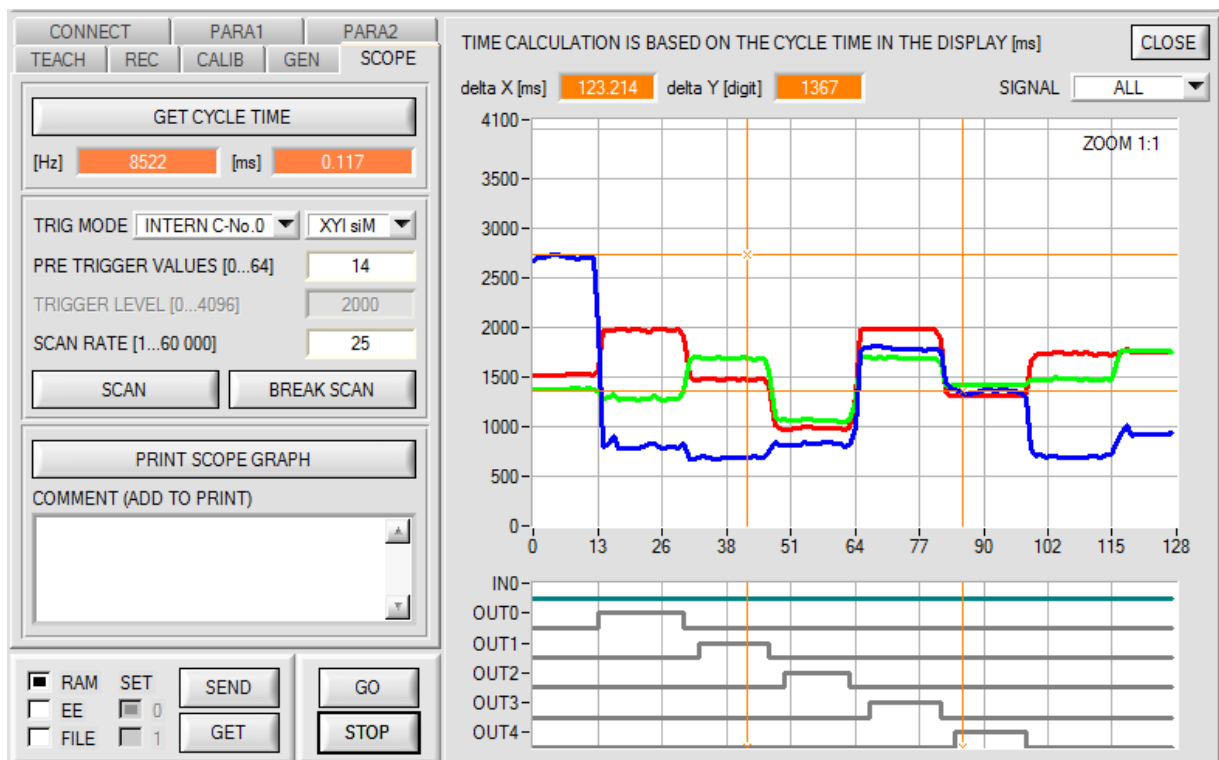 CONNECT PARA1 PARA2
TEACH REC CALIB GEN SCOPE
GET CYCLE TIME
[Hz] 8522 [ms] 0.117
TRIG MODE INTERN C-No.0 XYI siM
PRE TRIGGER VALUES [0...64] 14
TRIGGER LEVEL [0...4096] 2000
SCAN RATE [1...60 000] 25
SCAN BREAK SCAN
PRINT SCOPE GRAPH
COMMENT (ADD TO PRINT)
RAM SET SEND GO
EE 0
FILE 1 GET STOP
TIME CALCULATION IS BASED ON THE CYCLE TIME IN THE DISPLAY [ms] CLOSE
delta X [ms] 123.214 delta Y [digit] 1367 SIGNAL ALL
ZOOM 1:1
4100
3500
3000
2500
2000
1500
1000
500
0
0 13 26 38 51 64 77 90 102 115 128
IN0
OUT0
OUT1
OUT2
OUT3
OUT4